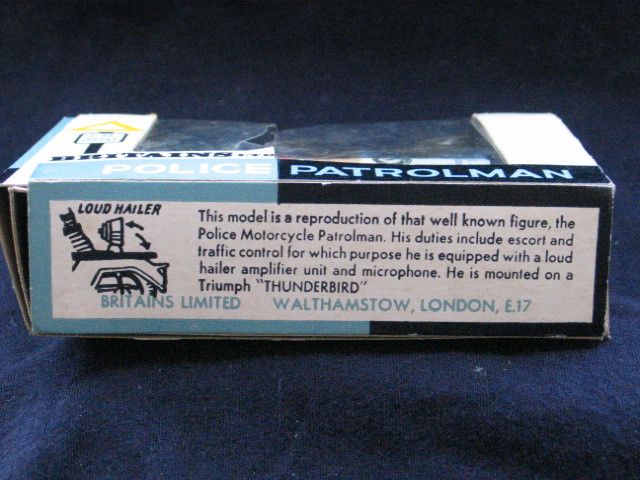 BRITAINS LTD
POLICE PATROLMAN
LOUD HAILER
This model is a reproduction of that well known figure, the
Police Motorcycle Patrolman. His duties include escort and
traffic control for which purpose he is equipped with a loud
hailer amplifier unit and microphone. He is mounted on a
Triumph "THUNDERBIRD"
BRITAINS LIMITED WALTHAMSTOW, LONDON, E.17